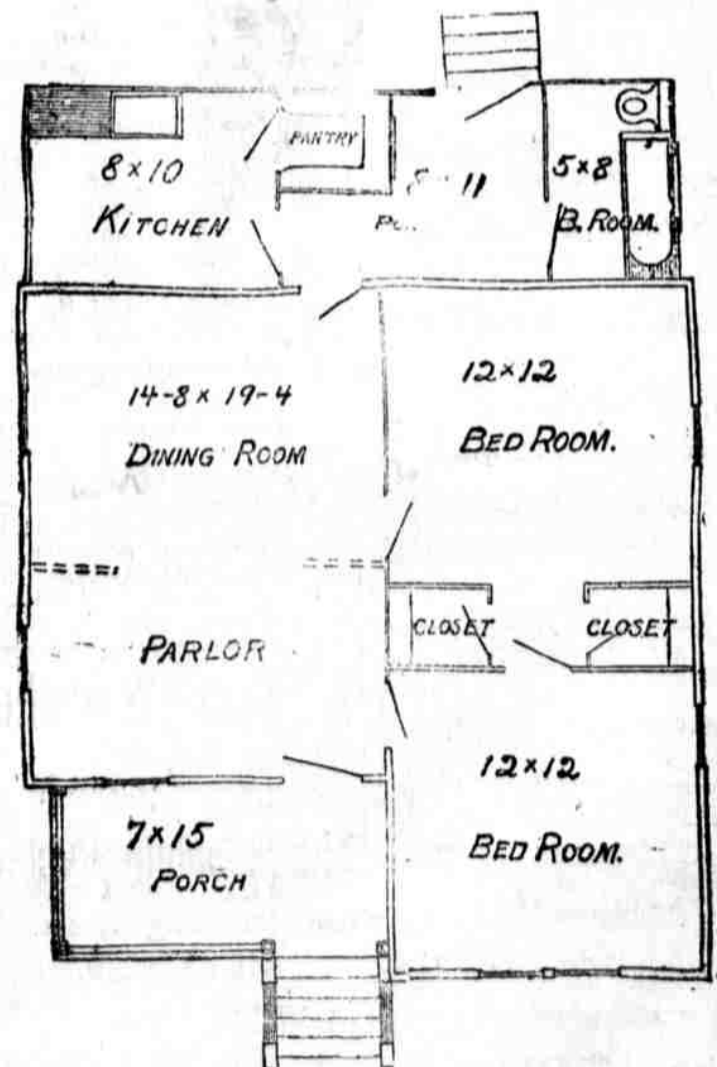 PANTRY
8×10
KITCHEN
11
5×8
B. ROOM.
14-8 × 19-4
DINING ROOM
12×12
BED ROOM.
CLOSET
CLOSET
PARLOR
12×12
BED ROOM.
7×15
PORCH